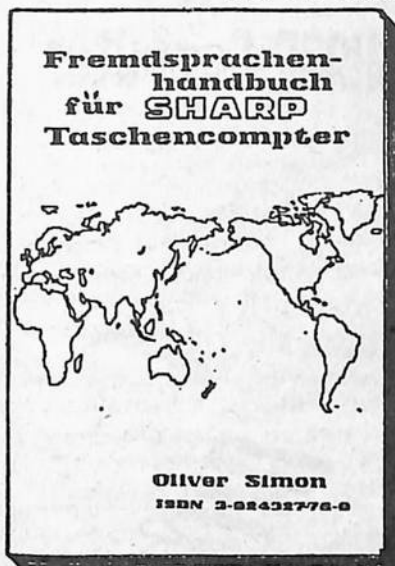 Fremdsprachen-
handbuch
für SHARP
Taschencompter
Oliver Simon
ISBN 3-924327-76-0